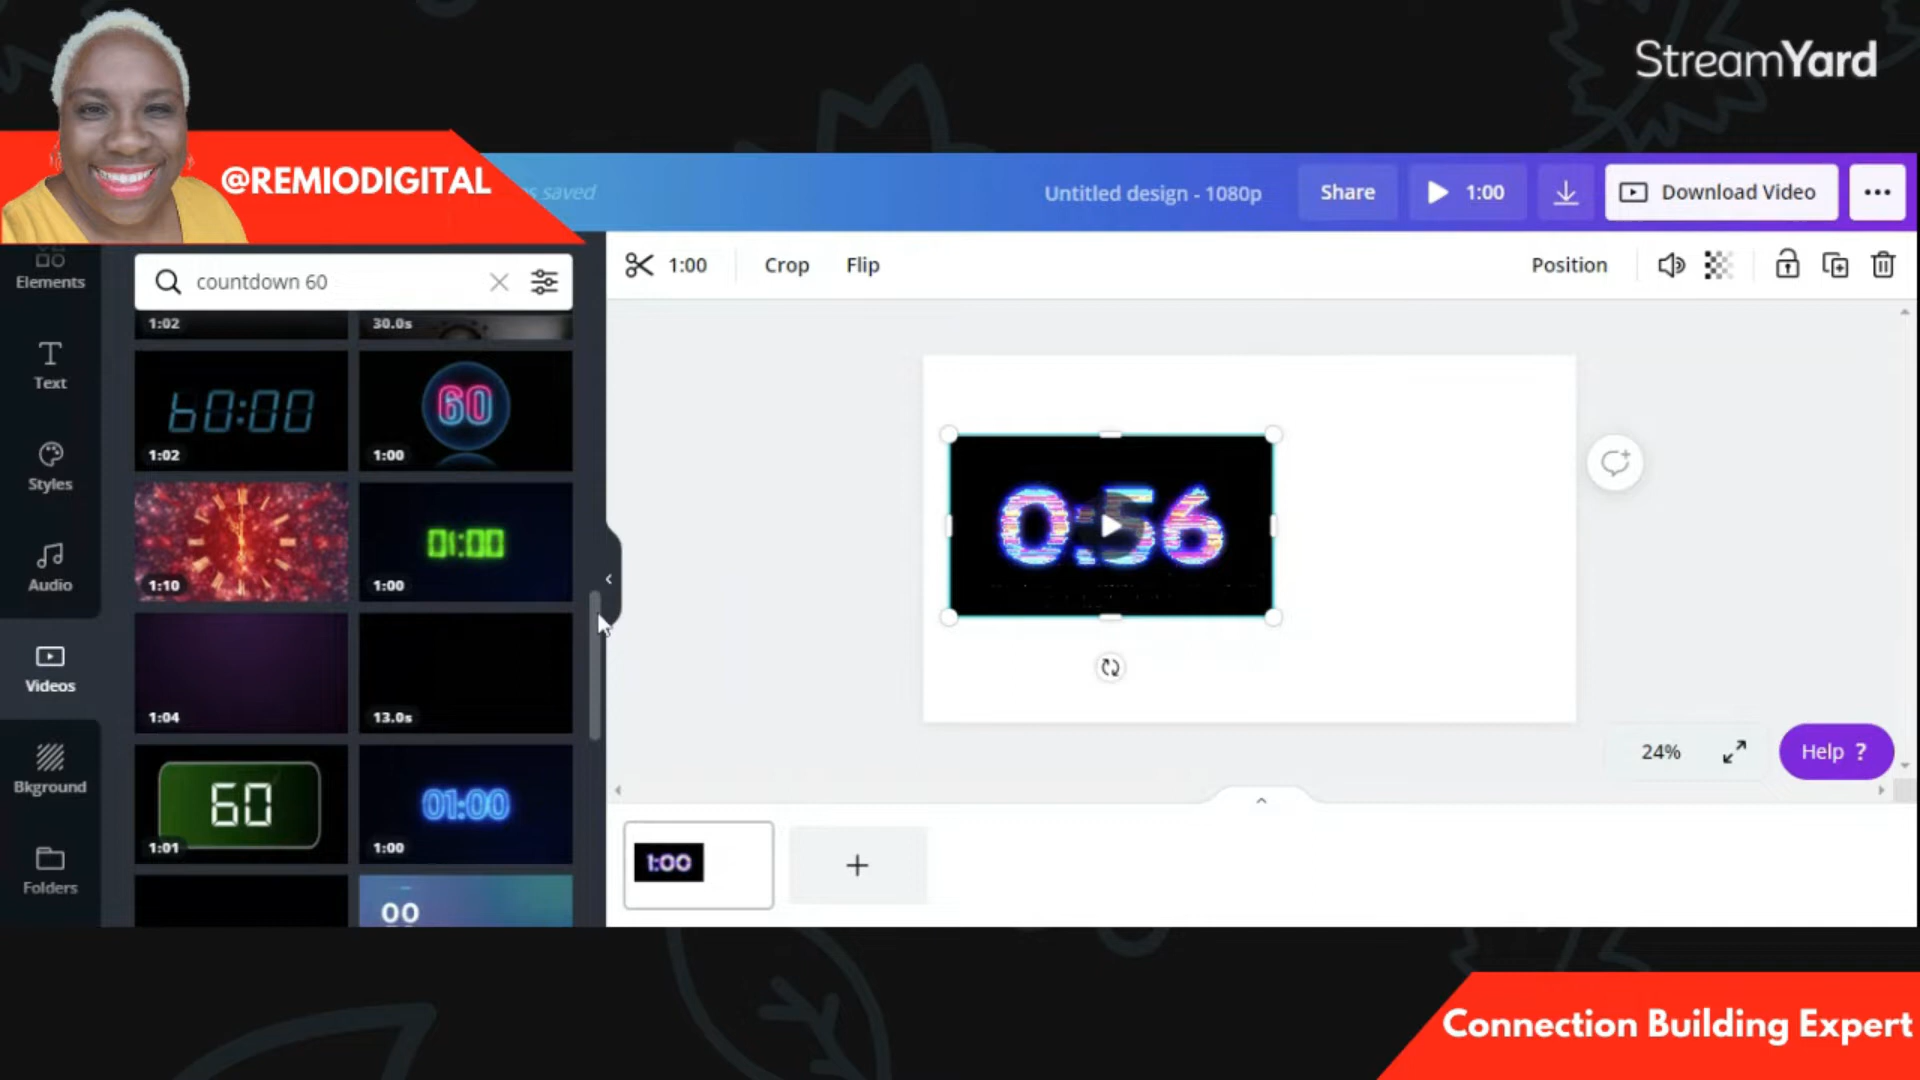 StreamYard
@REMIODIGITAL
s saved
Untitled design - 1080p
Share
1:00
Download Video
Elements
countdown 60
1:00
Crop
Flip
Position
1:02
30.0s
Text
60:00
1:02
60
1:00
Styles
1:10
01:00
1:00
0:56
Audio
Videos
1:04
13.0s
24%
Help ?
Bkground
60
1:01
01:00
1:00
1:00
Folders
00
Connection Building Expert